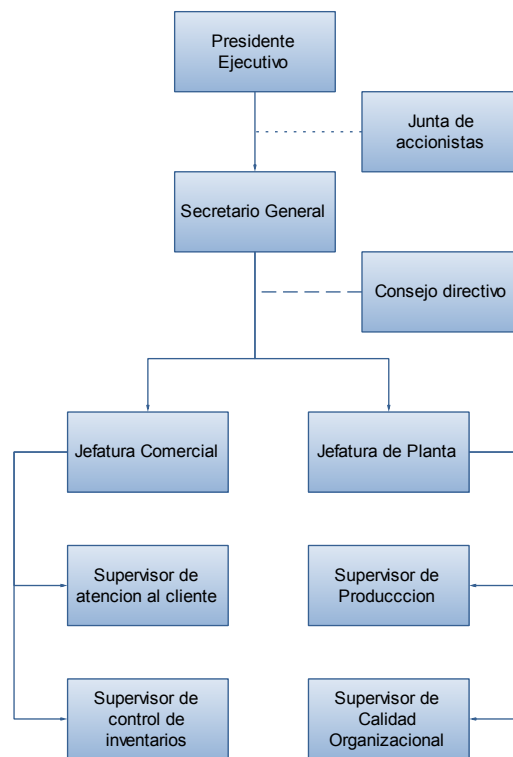 Presidente
Ejecutivo
Junta de
accionistas
Secretario General
Consejo directivo
Jefatura Comercial
Jefatura de Planta
Supervisor de
atencion al cliente
Supervisor de
Producccion
Supervisor de
control de
inventarios
Supervisor de
Calidad
Organizacional